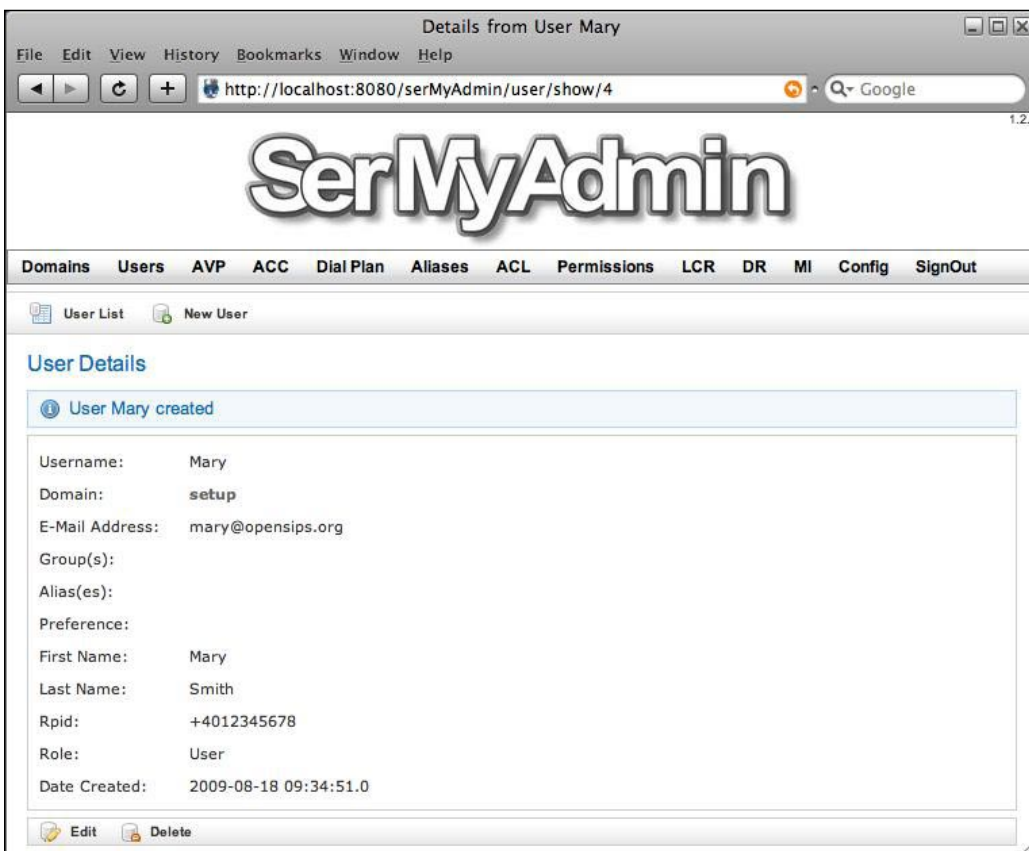 Details from User Mary
File Edit View History Bookmarks Window Help
http://localhost:8080/serMyAdmin/user/show/4 Google
1.2.
SerMyAdmin
Domains Users AVP ACC Dial Plan Aliases ACL Permissions LCR DR MI Config SignOut
User List New User
User Details
User Mary created
Username: Mary
Domain: setup
E-Mail Address: mary@opensips.org
Group(s):
Alias(es):
Preference:
First Name: Mary
Last Name: Smith
Rpid: +4012345678
Role: User
Date Created: 2009-08-18 09:34:51.0
Edit Delete